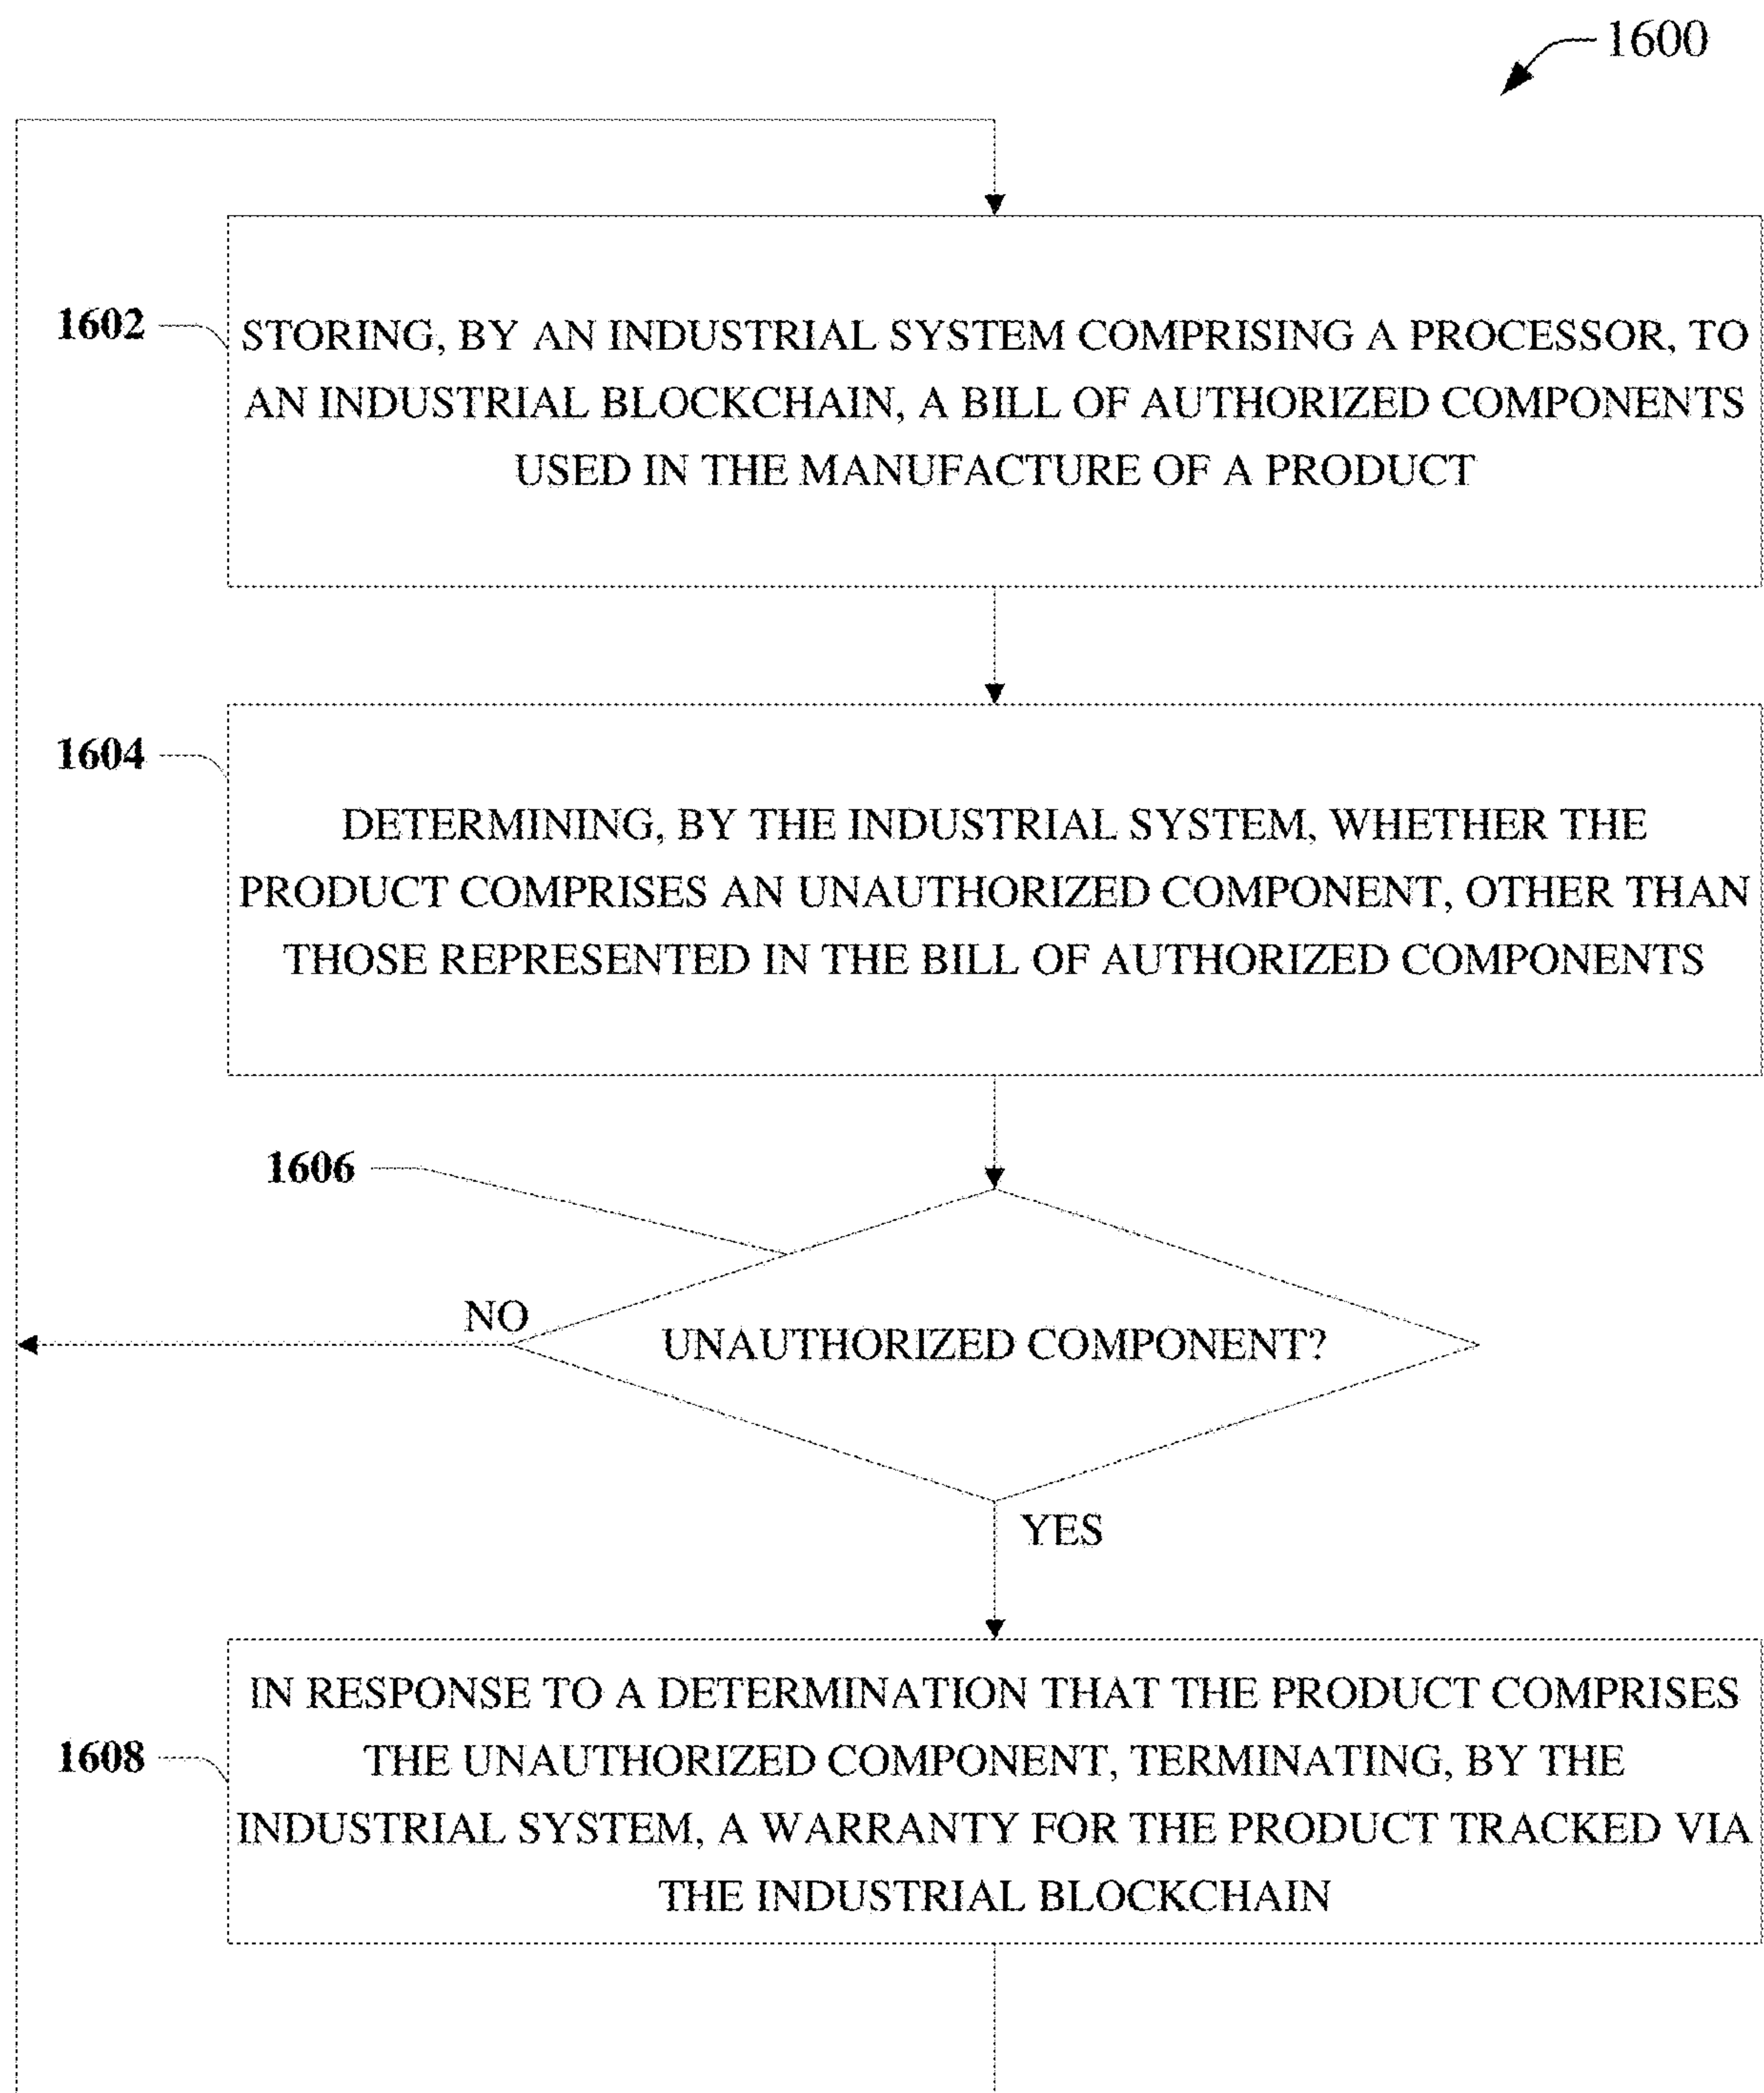 1600
1602
STORING, BY AN INDUSTRIAL SYSTEM COMPRISING A PROCESSOR, TO
AN INDUSTRIAL BLOCKCHAIN, A BILL OF AUTHORIZED COMPONENTS
USED IN THE MANUFACTURE OF A PRODUCT
1604
DETERMINING, BY THE INDUSTRIAL SYSTEM, WHETHER THE
PRODUCT COMPRISES AN UNAUTHORIZED COMPONENT, OTHER THAN
THOSE REPRESENTED IN THE BILL OF AUTHORIZED COMPONENTS
1606
NO
UNAUTHORIZED COMPONENT?
YES
1608
IN RESPONSE TO A DETERMINATION THAT THE PRODUCT COMPRISES
THE UNAUTHORIZED COMPONENT, TERMINATING, BY THE
INDUSTRIAL SYSTEM, A WARRANTY FOR THE PRODUCT TRACKED VIA
THE INDUSTRIAL BLOCKCHAIN